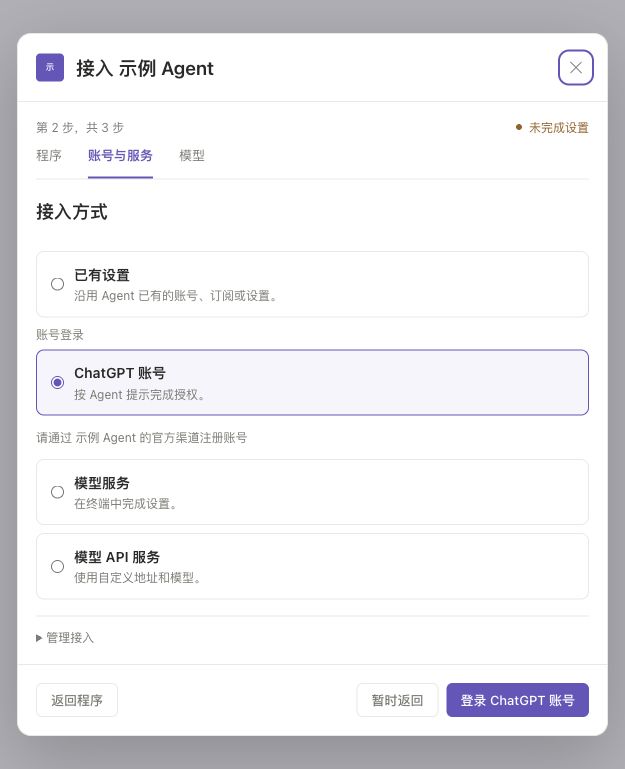 示
接入 示例 Agent
第 2 步，共 3 步
未完成设置
程序
账号与服务
模型
接入方式
已有设置
沿用 Agent 已有的账号、订阅或设置。
账号登录
ChatGPT 账号
按 Agent 提示完成授权。
请通过 示例 Agent 的官方渠道注册账号
模型服务
在终端中完成设置。
模型 API 服务
使用自定义地址和模型。
管理接入
返回程序
暂时返回
登录 ChatGPT 账号